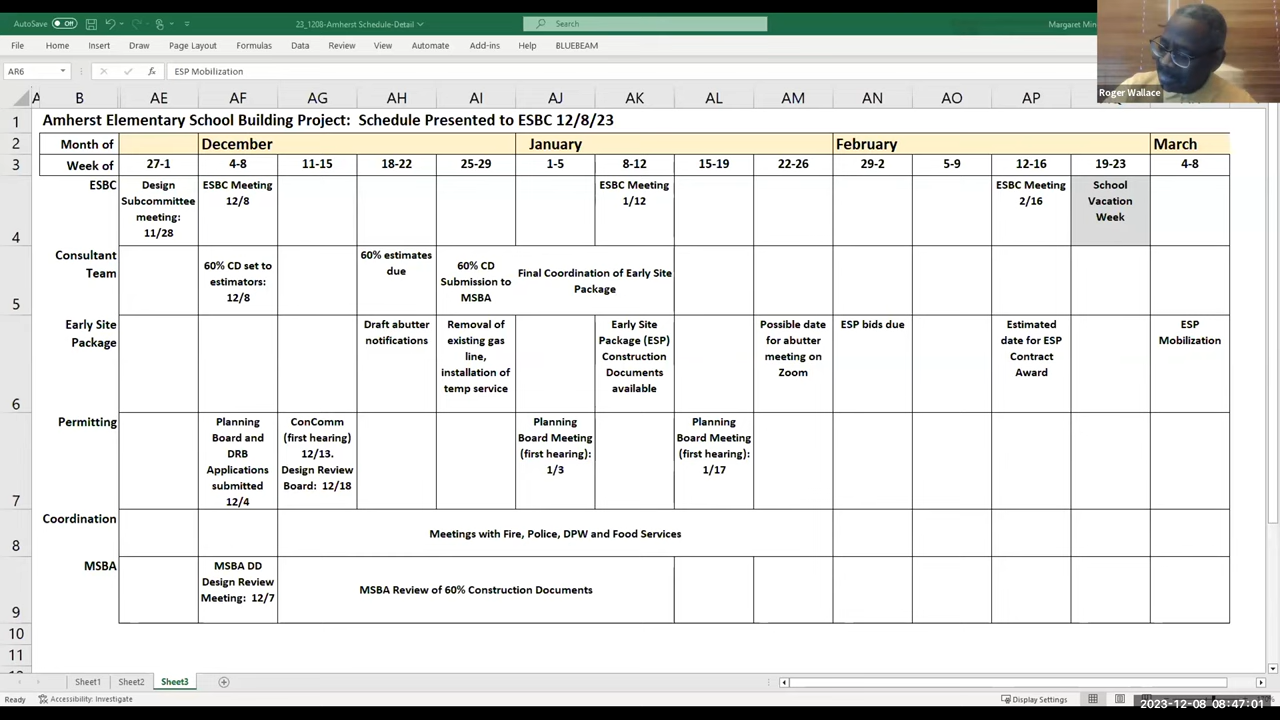 AutoSave Off 23_1208-Amherst Schedule-Detail Search Margaret Min
File Home Insert Draw Page Layout Formulas Data Review View Automate Add-ins Help BLUEBEAM
AR6 fx ESP Mobilization
Roger Wallace
A B AE AF AG AH AI AJ AK AL AM AN AO AP
1 Amherst Elementary School Building Project: Schedule Presented to ESBC 12/8/23
2 Month of December January February March
3 Week of 27-1 4-8 11-15 18-22 25-29 1-5 8-12 15-19 22-26 29-2 5-9 12-16 19-23 4-8
4 ESBC
Design
Subcommittee
meeting:
11/28
ESBC Meeting
12/8
ESBC Meeting
1/12
ESBC Meeting
2/16
School
Vacation
Week
5 Consultant
Team
60% CD set to
estimators:
12/8
60% estimates
due
60% CD
Submission to
MSBA
Final Coordination of Early Site
Package
6 Early Site
Package
Draft abutter
notifications
Removal of
existing gas
line,
installation of
temp service
Early Site
Package (ESP)
Construction
Documents
available
Possible date
for abutter
meeting on
Zoom
ESP bids due
Estimated
date for ESP
Contract
Award
ESP
Mobilization
7 Permitting
Planning
Board and
DRB
Applications
submitted
12/4
ConComm
(first hearing)
12/13.
Design Review
Board: 12/18
Planning
Board Meeting
(first hearing):
1/3
Planning
Board Meeting
(first hearing):
1/17
8 Coordination
Meetings with Fire, Police, DPW and Food Services
9 MSBA
MSBA DD
Design Review
Meeting: 12/7
MSBA Review of 60% Construction Documents
10
11
Sheet1 Sheet2 Sheet3
Ready Accessibility: Investigate Display Settings
2023-12-08 08:47:01